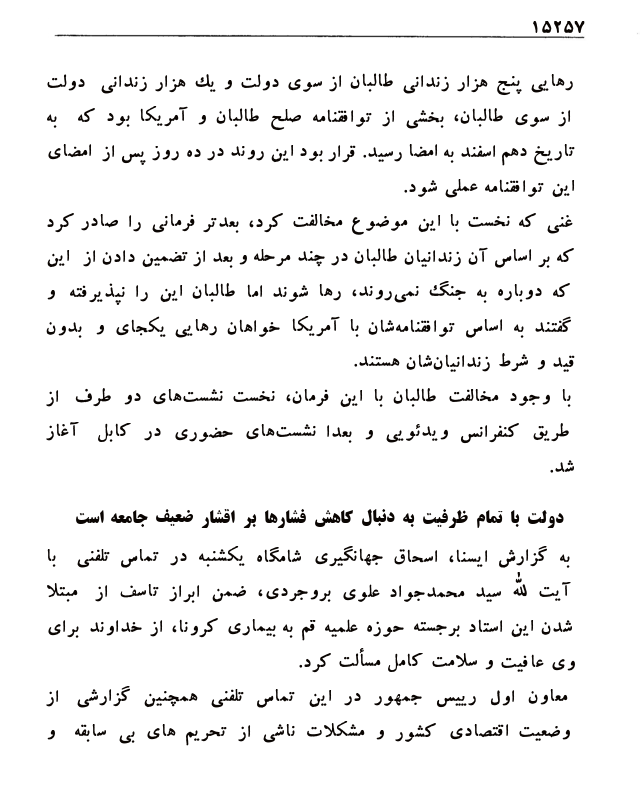 ۱۵۲۵۷
رهایی پنج هزار زندانی طالبان از سوی دولت و یك هزار زندانی دولت
از سوی طالبان، بخشی از توافقنامه صلح طالبان و آمریکا بود که به
تاریخ دهم اسفند به امضا رسید. قرار بود این روند در ده روز پس از امضای
این توافقنامه عملی شود.
غنی که نخست با این موضوع مخالفت کرد، بعدتر فرمانی را صادر کرد
که بر اساس آن زندانیان طالبان در چند مرحله و بعد از تضمین دادن از این
که دوباره به جنگ نمی‌روند، رها شوند اما طالبان این را نپذیرفته و
گفتند به اساس توافقنامه‌شان با آمریکا خواهان رهایی یکجای و بدون
قید و شرط زندانیان‌شان هستند.
با وجود مخالفت طالبان با این فرمان، نخست نشست‌های دو طرف از
طریق کنفرانس ویدئویی و بعدا نشست‌های حضوری در کابل آغاز
شد.
دولت با تمام ظرفیت به دنبال کاهش فشارها بر اقشار ضعیف جامعه است
به گزارش ایسنا، اسحاق جهانگیری شامگاه یکشنبه در تماس تلفنی با
آیت لله سید محمدجواد علوی بروجردی، ضمن ابراز تاسف از مبتلا
شدن این استاد برجسته حوزه علمیه قم به بیماری کرونا، از خداوند برای
وی عافیت و سلامت کامل مسألت کرد.
معاون اول رییس جمهور در این تماس تلفنی همچنین گزارشی از
وضعیت اقتصادی کشور و مشکلات ناشی از تحریم های بی سابقه و